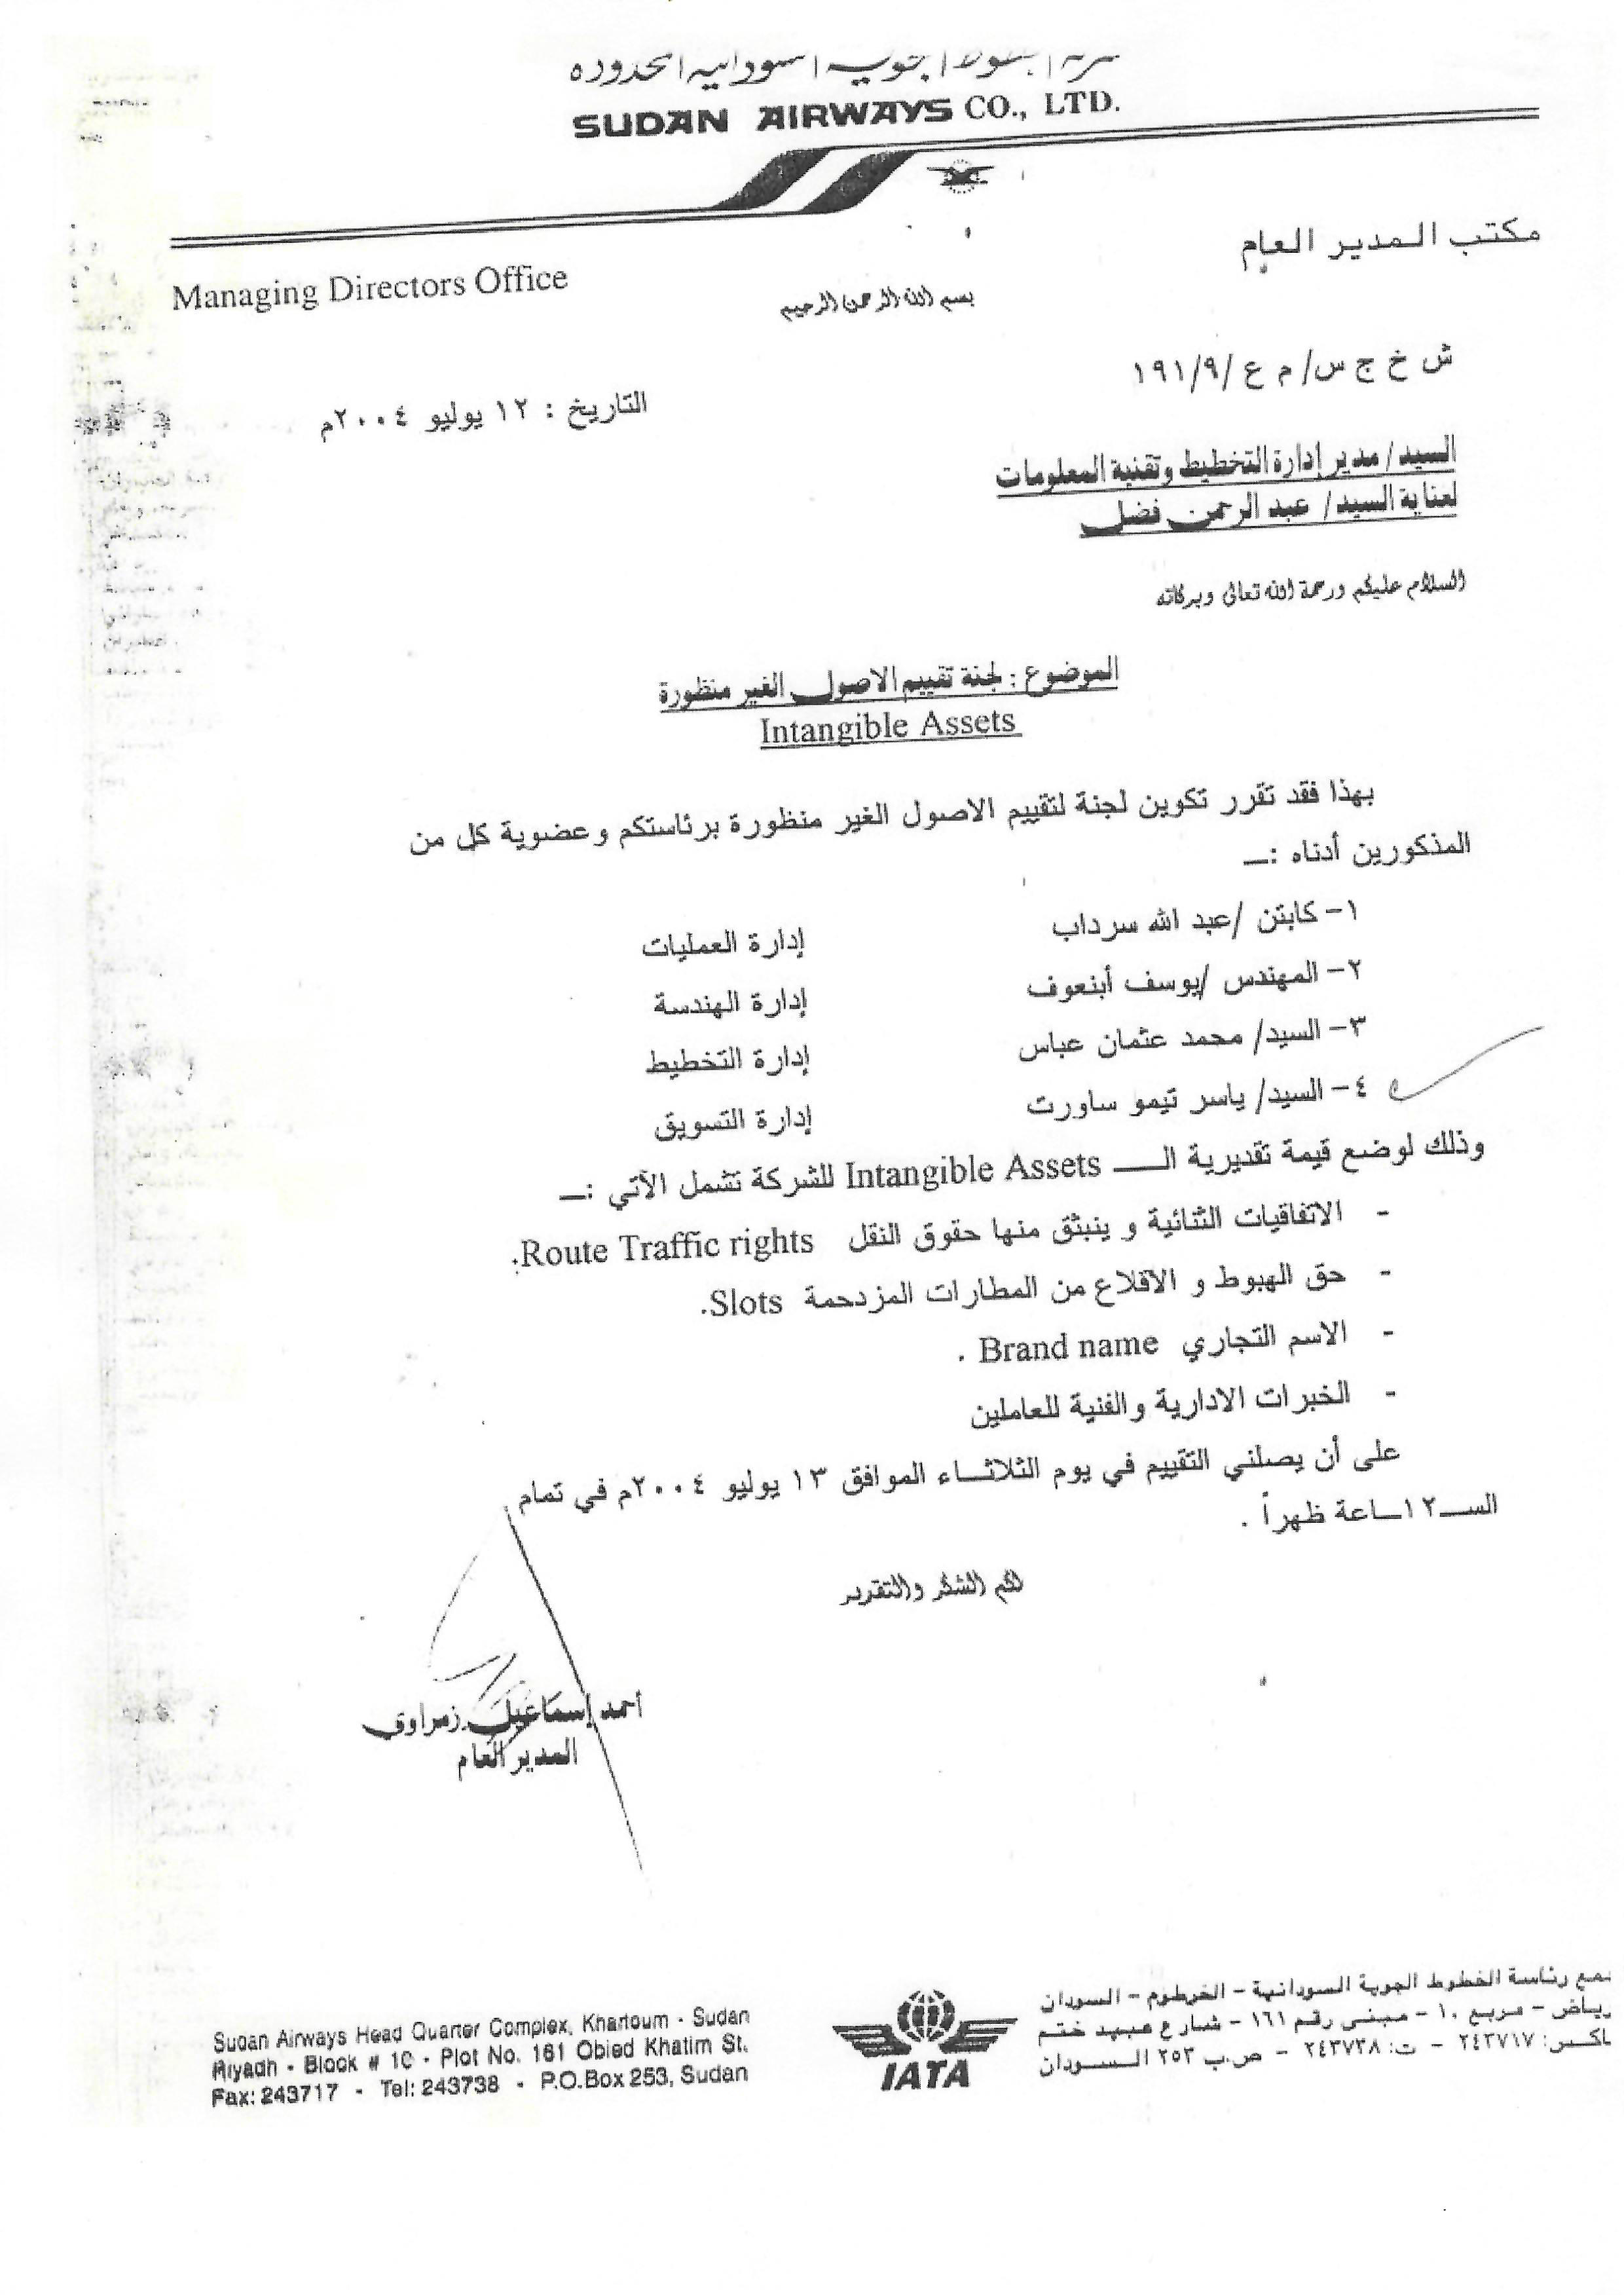 شركة الخطوط الجوية السودانية المحدودة
SUDAN AIRWAYS CO., LTD.
مكتب المدير العام
Managing Directors Office
بسم الله الرحمن الرحيم
ش خ ج س/ م ع /١٩١/٩
التاريخ : ١٢ يوليو ٢٠٠٤م
السيد/ مدير إدارة التخطيط وتقنية المعلومات
لعناية السيد/ عبد الرحمن فضل
السلام عليكم ورحمة الله تعالى وبركاته
الموضوع : لجنة تقييم الاصول الغير منظورة
Intangible Assets
بهذا فقد تقرر تكوين لجنة لتقييم الاصول الغير منظورة برئاستكم وعضوية كل من
المذكورين أدناه :ــ
١- كابتن /عبد الله سرداب إدارة العمليات
٢- المهندس /يوسف أبنعوف إدارة الهندسة
٣- السيد/ محمد عثمان عباس إدارة التخطيط
٤- السيد/ ياسر تيمو ساورت إدارة التسويق
وذلك لوضع قيمة تقديرية الـــ Intangible Assets للشركة تشمل الآتي :ــ
- الاتفاقيات الثنائية و ينبثق منها حقوق النقل Route Traffic rights.
- حق الهبوط و الاقلاع من المطارات المزدحمة Slots.
- الاسم التجاري Brand name .
- الخبرات الادارية والفنية للعاملين
على أن يصلني التقييم في يوم الثلاثـاء الموافق ١٣ يوليو ٢٠٠٤م في تمام
الســ١٢ــاعة ظهراً .
لكم الشكر والتقدير
أحمد إسماعيل زمراوي
المدير العام
مع رئاسة الخطوط الجوية السودانية - الخرطوم - السودان
رياض - مربع ١٠ - مبنى رقم ١٦١ - شارع عبيد ختم
اكس: ٢٤٣٧١٧ - ت: ٢٤٣٧٣٨ - ص.ب ٢٥٣ الســودان
IATA
Sudan Airways Head Quarter Complex, Khartoum - Sudan
Riyadh - Block # 10 - Plot No. 161 Obied Khatim St.
Fax: 243717 - Tel: 243738 - P.O.Box 253, Sudan